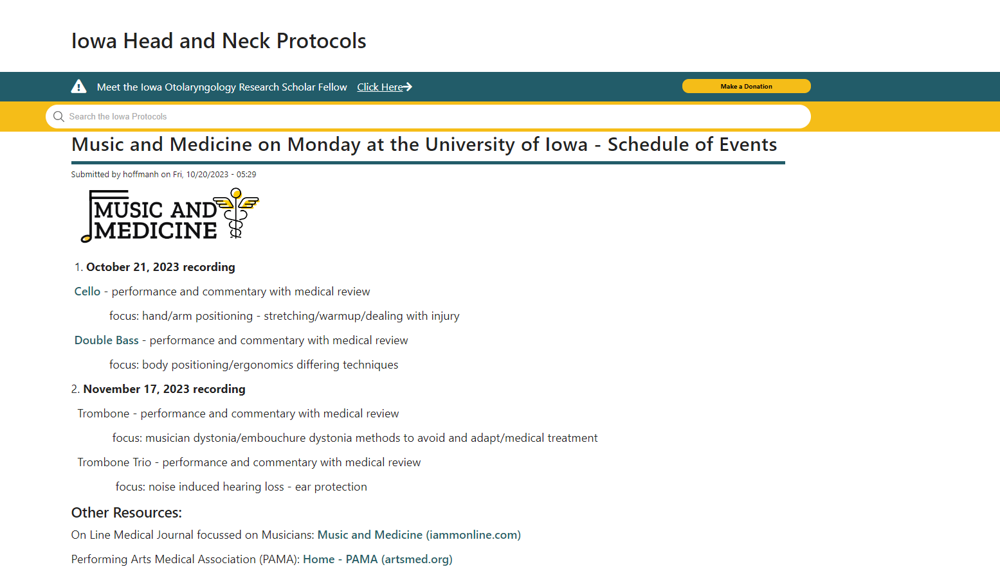 Iowa Head and Neck Protocols
Meet the Iowa Otolaryngology Research Scholar Fellow Click Here
Make a Donation
Search the Iowa Protocols
Music and Medicine on Monday at the University of Iowa - Schedule of Events
Submitted by hoffmanh on Fri, 10/20/2023 - 05:29
MUSIC AND
MEDICINE
1. October 21, 2023 recording
Cello - performance and commentary with medical review
focus: hand/arm positioning - stretching/warmup/dealing with injury
Double Bass - performance and commentary with medical review
focus: body positioning/ergonomics differing techniques
2. November 17, 2023 recording
Trombone - performance and commentary with medical review
focus: musician dystonia/embouchure dystonia methods to avoid and adapt/medical treatment
Trombone Trio - performance and commentary with medical review
focus: noise induced hearing loss - ear protection
Other Resources:
On Line Medical Journal focussed on Musicians: Music and Medicine (iammonline.com)
Performing Arts Medical Association (PAMA): Home - PAMA (artsmed.org)